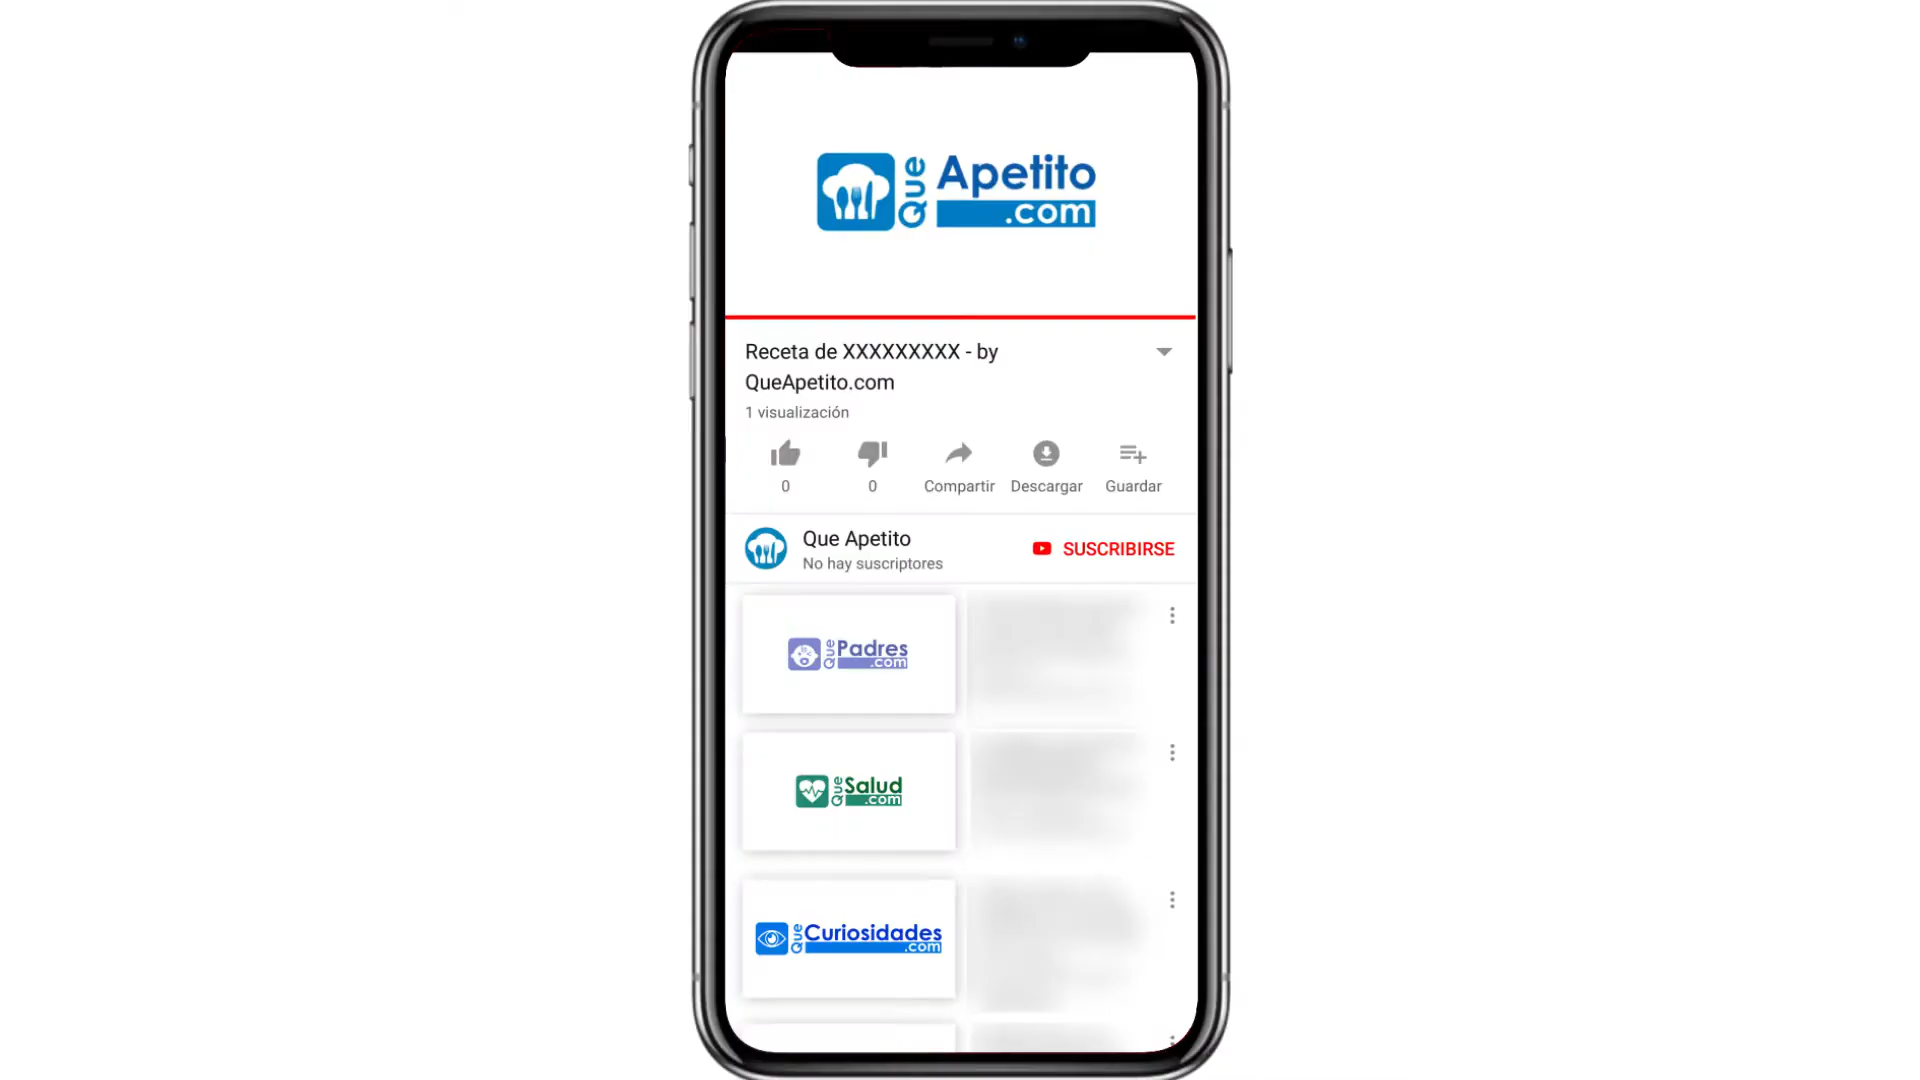 Que Apetito
.com
Receta de XXXXXXXXX - by
QueApetito.com
1 visualización
0
0
Compartir
Descargar
Guardar
Que Apetito
No hay suscriptores
SUSCRIBIRSE
Que Padres
.com
Que Salud
.com
Que Curiosidades
.com